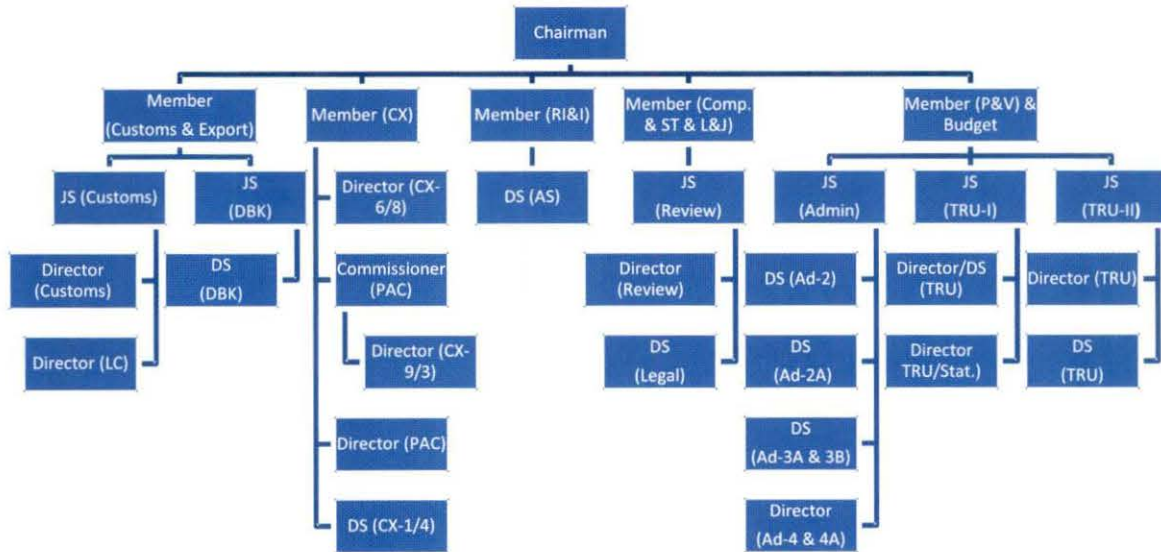 Chairman
Member
(Customs & Export)
Member (CX)
Member (RI&I)
Member (Comp.
& ST & L&J)
Member (P&V) &
Budget
JS (Customs)
JS
(DBK)
Director (CX-
6/8)
DS (AS)
JS
(Review)
JS
(Admin)
JS
(TRU-I)
JS
(TRU-II)
Director
(Customs)
DS
(DBK)
Commissioner
(PAC)
Director
(Review)
DS (Ad-2)
Director/DS
(TRU)
Director (TRU)
Director (LC)
Director (CX-
9/3)
DS
(Legal)
DS
(Ad-2A)
Director
TRU/Stat.)
DS
(TRU)
Director (PAC)
DS
(Ad-3A & 3B)
DS (CX-1/4)
Director
(Ad-4 & 4A)